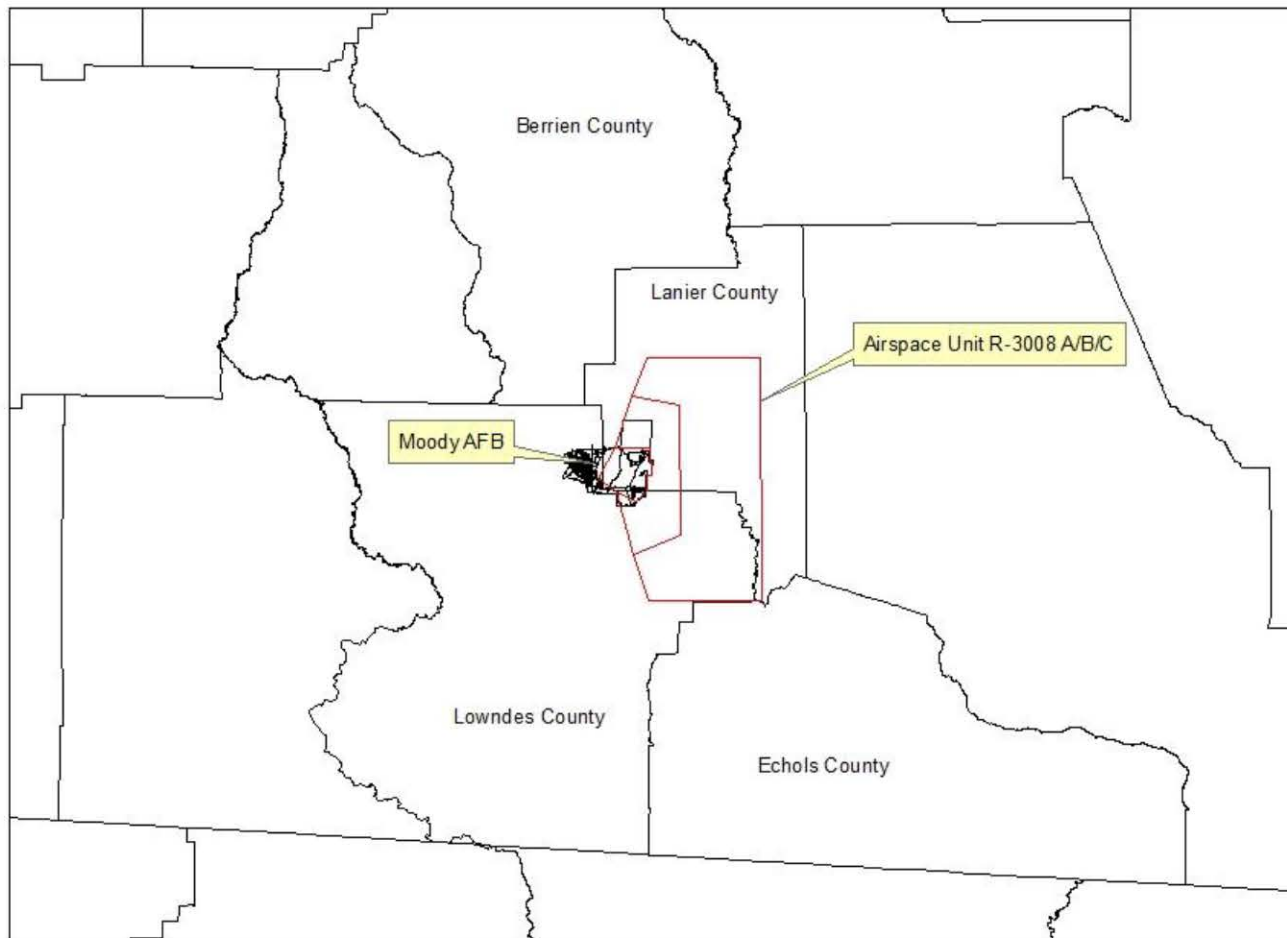 Berrien County
Lanier County
Airspace Unit R-3008 A/B/C
Moody AFB
Lowndes County
Echols County